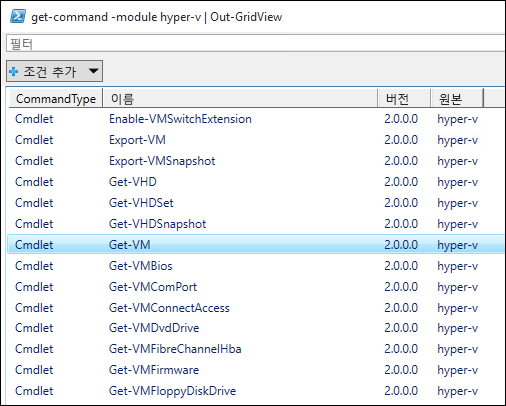 get-command -module hyper-v | Out-GridView
필터
조건 추가
CommandType 이름 버전 원본
Cmdlet Enable-VMSwitchExtension 2.0.0.0 hyper-v
Cmdlet Export-VM 2.0.0.0 hyper-v
Cmdlet Export-VMSnapshot 2.0.0.0 hyper-v
Cmdlet Get-VHD 2.0.0.0 hyper-v
Cmdlet Get-VHDSet 2.0.0.0 hyper-v
Cmdlet Get-VHDSnapshot 2.0.0.0 hyper-v
Cmdlet Get-VM 2.0.0.0 hyper-v
Cmdlet Get-VMBios 2.0.0.0 hyper-v
Cmdlet Get-VMComPort 2.0.0.0 hyper-v
Cmdlet Get-VMConnectAccess 2.0.0.0 hyper-v
Cmdlet Get-VMDvdDrive 2.0.0.0 hyper-v
Cmdlet Get-VMFibreChannelHba 2.0.0.0 hyper-v
Cmdlet Get-VMFirmware 2.0.0.0 hyper-v
Cmdlet Get-VMFloppyDiskDrive 2.0.0.0 hyper-v